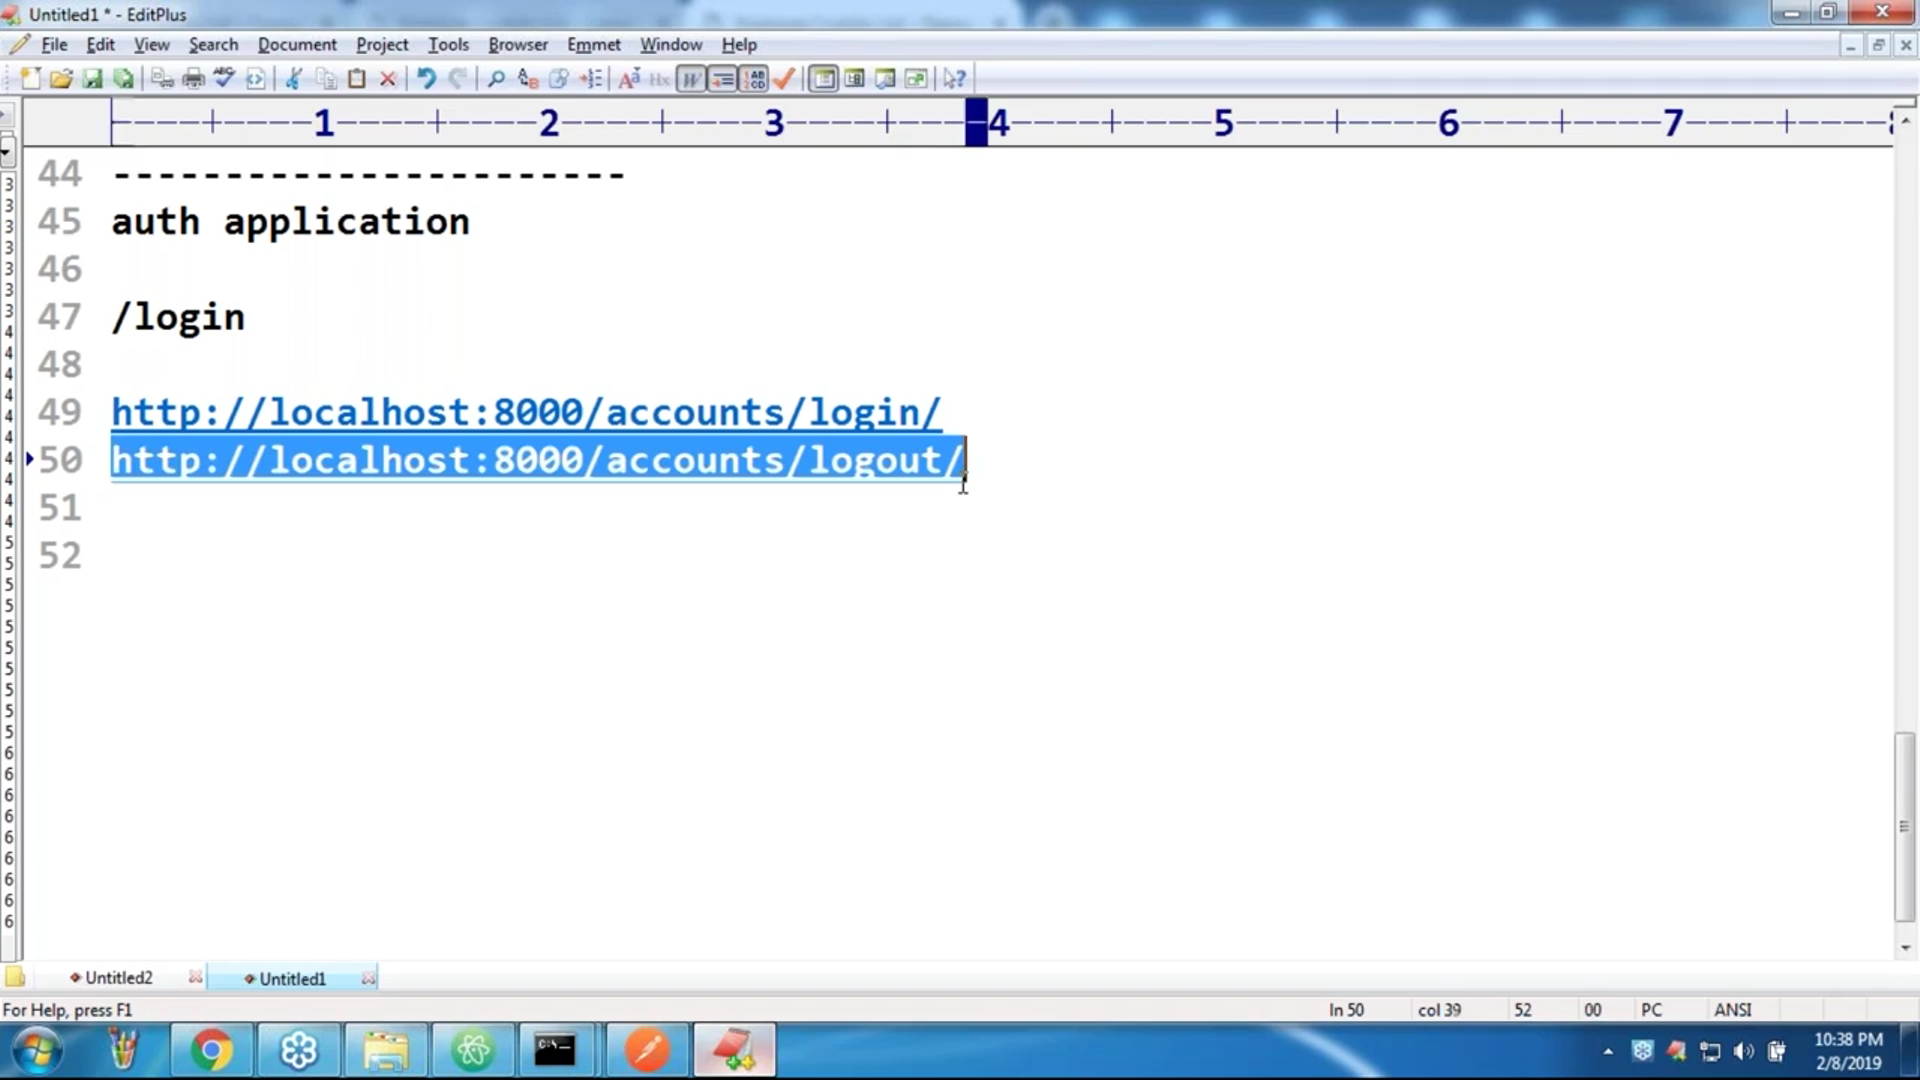 Untitled1 * - EditPlus
File Edit View Search Document Project Tools Browser Emmet Window Help
1 2 3 4 5 6 7
44 -----------------------
45 auth application
46
47 /login
48
49 http://localhost:8000/accounts/login/
50 http://localhost:8000/accounts/logout/
51
52
Untitled2 Untitled1
For Help, press F1 ln 50 col 39 52 00 PC ANSI
10:38 PM
2/8/2019